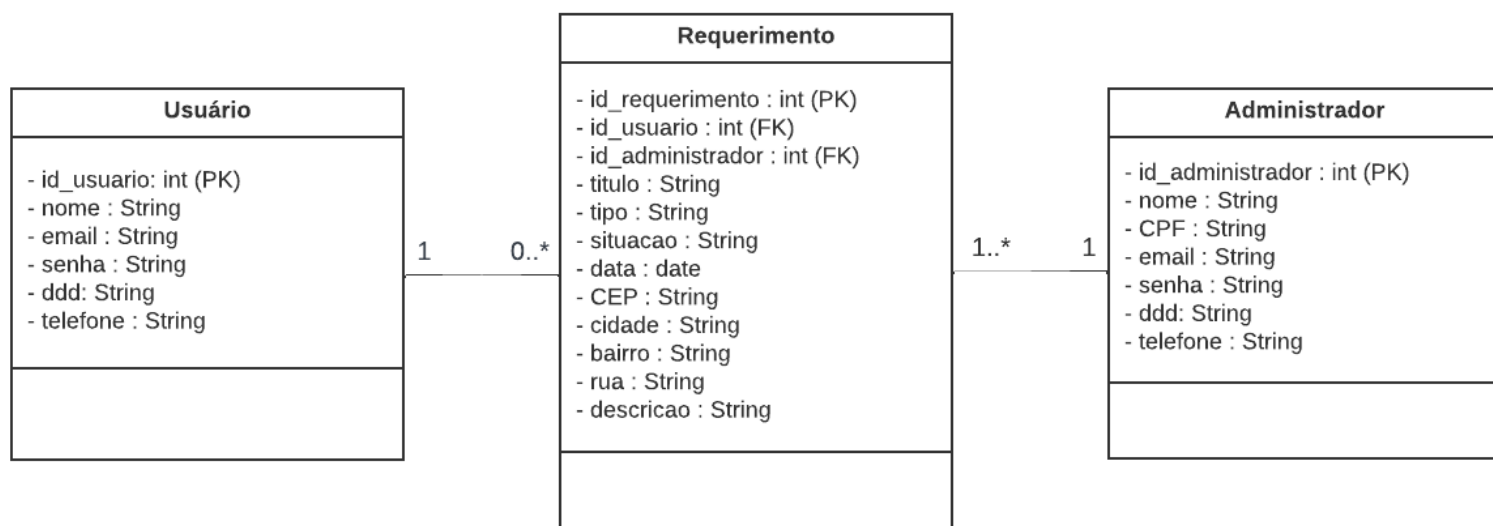 Usuário
- id_usuario: int (PK)
- nome : String
- email : String
- senha : String
- ddd: String
- telefone : String
1
0..*
Requerimento
- id_requerimento : int (PK)
- id_usuario : int (FK)
- id_administrador : int (FK)
- titulo : String
- tipo : String
- situacao : String
- data : date
- CEP : String
- cidade : String
- bairro : String
- rua : String
- descricao : String
1..*
1
Administrador
- id_administrador : int (PK)
- nome : String
- CPF : String
- email : String
- senha : String
- ddd: String
- telefone : String